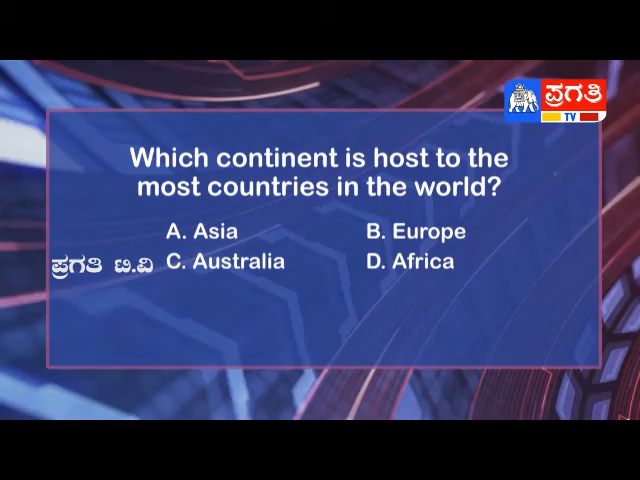 ಪ್ರಗತಿ
TV
Which continent is host to the
most countries in the world?
A. Asia
B. Europe
ಪ್ರಗತಿ ಟಿ.ವಿ
C. Australia
D. Africa